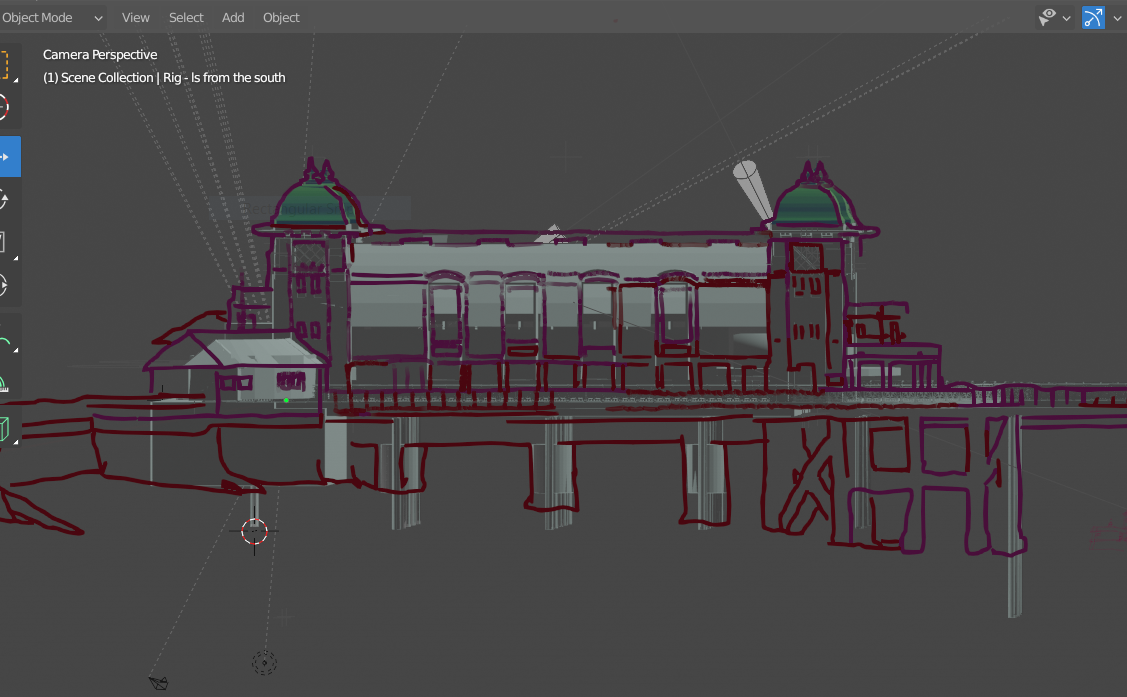 Object Mode View Select Add Object
Camera Perspective
(1) Scene Collection | Rig - ls from the south